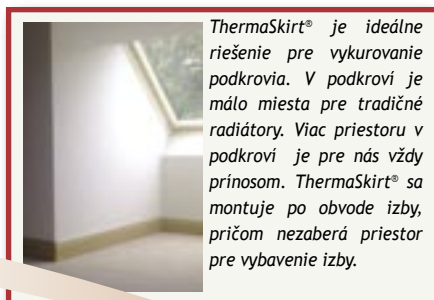 ThermaSkirt® je ideálne
riešenie pre vykurovanie
podkrovia. V podkroví je
málo miesta pre tradičné
radiátory. Viac priestoru v
podkroví je pre nás vždy
prínosom. ThermaSkirt® sa
montuje po obvode izby,
pričom nezaberá priestor
pre vybavenie izby.